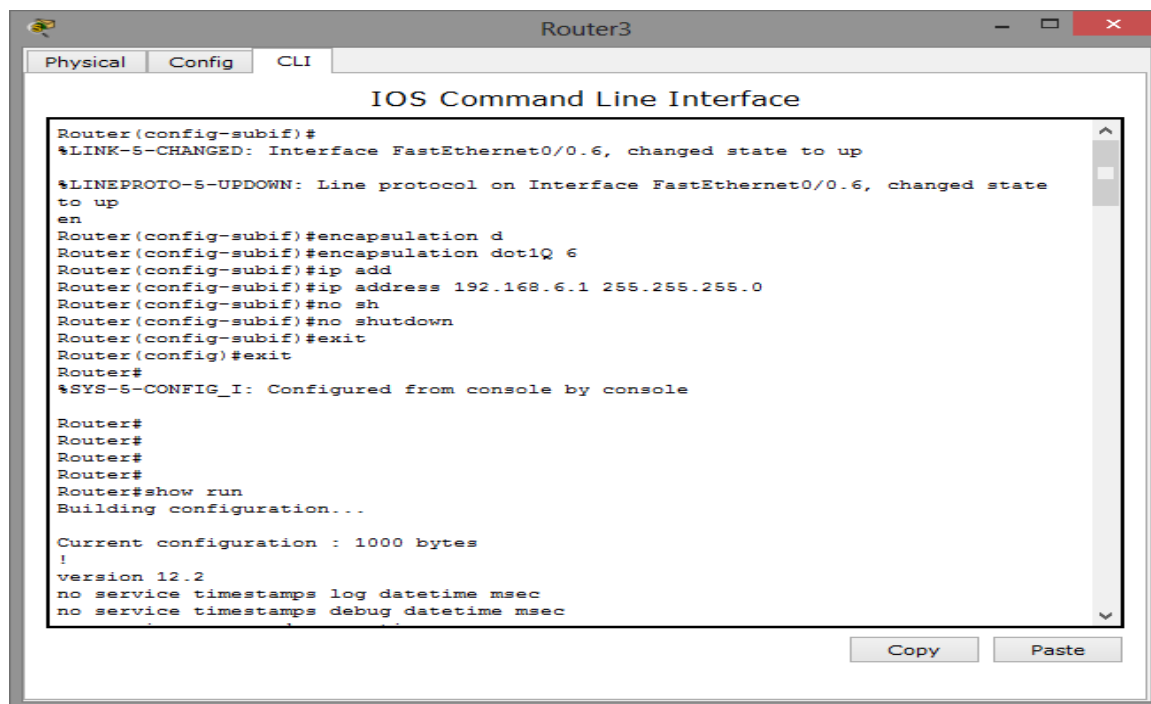 Router3
Physical Config CLI
IOS Command Line Interface
Router(config-subif)#
%LINK-5-CHANGED: Interface FastEthernet0/0.6, changed state to up
%LINEPROTO-5-UPDOWN: Line protocol on Interface FastEthernet0/0.6, changed state
to up
en
Router(config-subif)#encapsulation d
Router(config-subif)#encapsulation dot1Q 6
Router(config-subif)#ip add
Router(config-subif)#ip address 192.168.6.1 255.255.255.0
Router(config-subif)#no sh
Router(config-subif)#no shutdown
Router(config-subif)#exit
Router(config)#exit
Router#
%SYS-5-CONFIG_I: Configured from console by console
Router#
Router#
Router#
Router#
Router#show run
Building configuration...
Current configuration : 1000 bytes
!
version 12.2
no service timestamps log datetime msec
no service timestamps debug datetime msec
Copy Paste